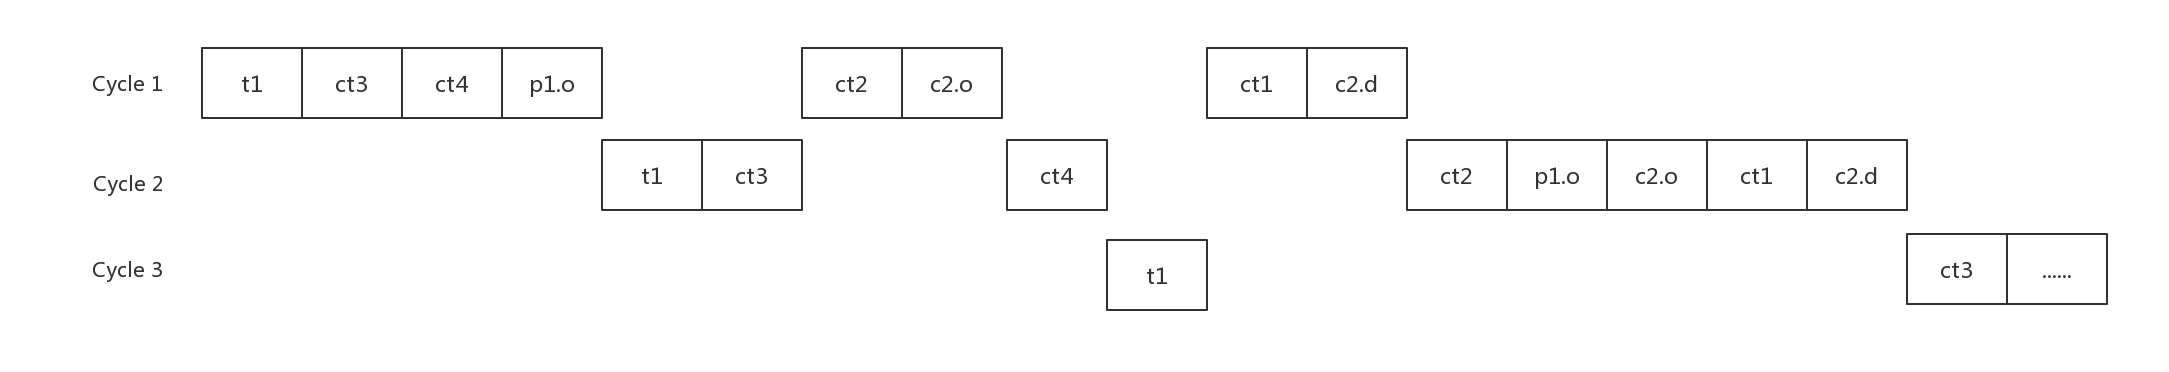 Cycle 1 t1 ct3 ct4 p1.o ct2 c2.o ct1 c2.d
Cycle 2 t1 ct3 ct4 ct2 p1.o c2.o ct1 c2.d
Cycle 3 t1 ct3 ......